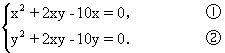 x² + 2xy - 10x = 0, ①
y² + 2xy - 10y = 0. ②